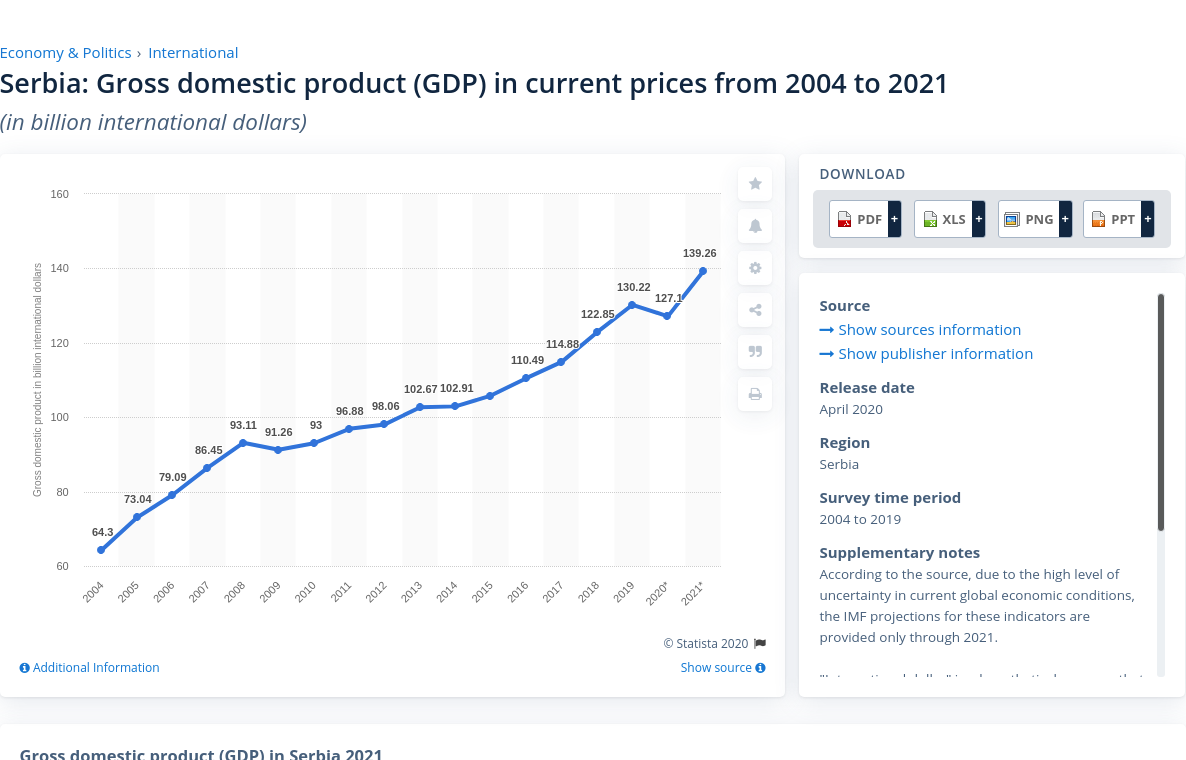 Economy & Politics › International
Serbia: Gross domestic product (GDP) in current prices from 2004 to 2021
(in billion international dollars)
160
140
120
100
80
60
Gross domestic product in billion international dollars
64.3
73.04
79.09
86.45
93.11
91.26
93
96.88
98.06
102.67
102.91
110.49
114.88
122.85
130.22
127.1
139.26
2004
2005
2006
2007
2008
2009
2010
2011
2012
2013
2014
2015
2016
2017
2018
2019
2020*
2021*
© Statista 2020
Additional Information
Show source
DOWNLOAD
PDF +
XLS +
PNG +
PPT +
Source
Show sources information
Show publisher information
Release date
April 2020
Region
Serbia
Survey time period
2004 to 2019
Supplementary notes
According to the source, due to the high level of
uncertainty in current global economic conditions,
the IMF projections for these indicators are
provided only through 2021.
Gross domestic product (GDP) in Serbia 2021